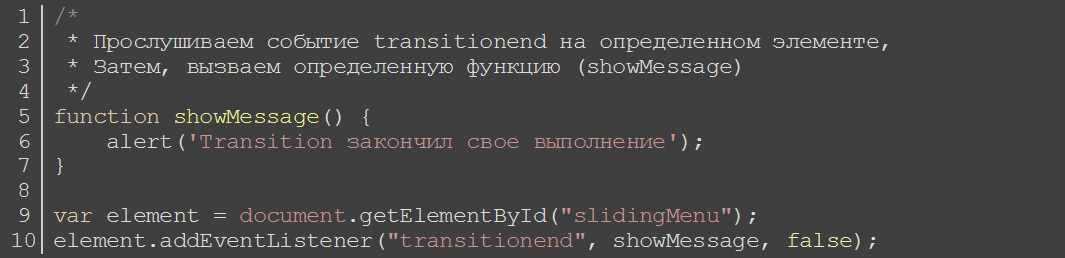 1 /*
2  * Прослушиваем событие transitionend на определенном элементе,
3  * Затем, вызваем определенную функцию (showMessage)
4  */
5 function showMessage() {
6     alert('Transition закончил свое выполнение');
7 }
8
9 var element = document.getElementById("slidingMenu");
10 element.addEventListener("transitionend", showMessage, false);